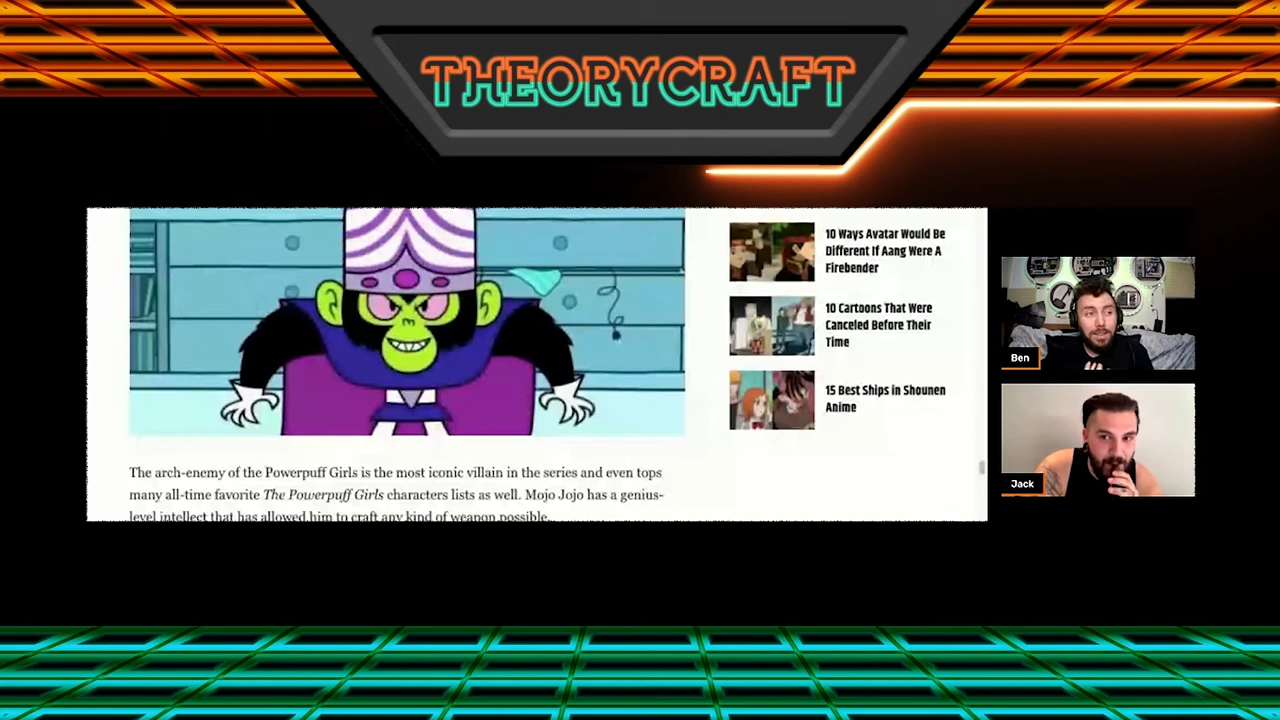 THEORYCRAFT
10 Ways Avatar Would Be
Different If Aang Were A
Firebender
10 Cartoons That Were
Canceled Before Their
Time
15 Best Ships in Shounen
Anime
The arch-enemy of the Powerpuff Girls is the most iconic villain in the series and even tops
many all-time favorite The Powerpuff Girls characters lists as well. Mojo Jojo has a genius-
level intellect that has allowed him to craft any kind of weapon possible.
Ben
Jack